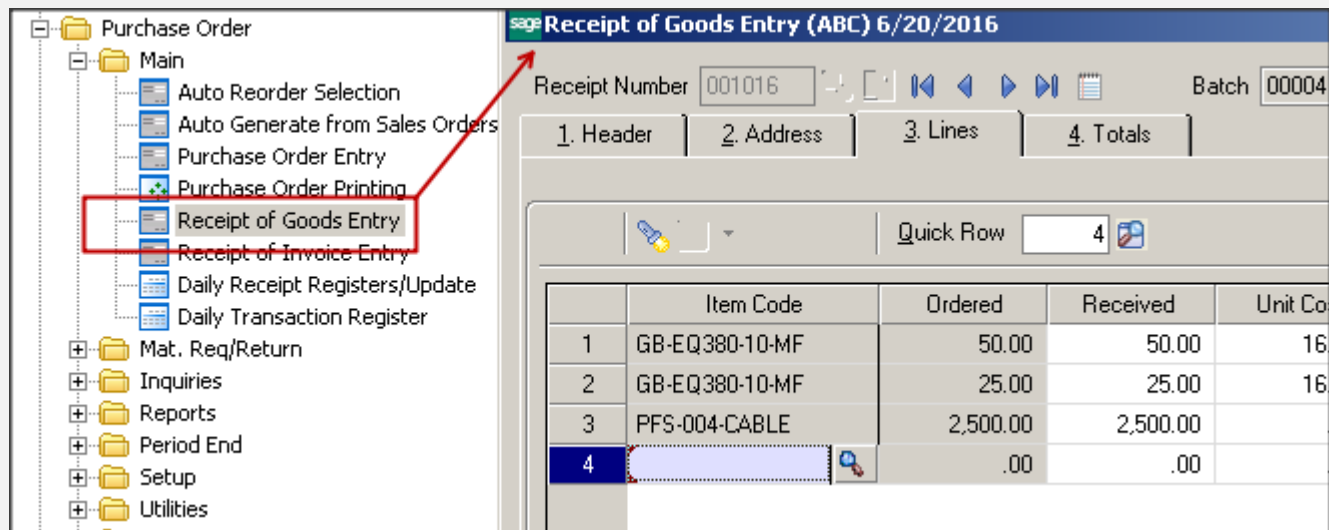 Purchase Order
Main
Auto Reorder Selection
Auto Generate from Sales Orders
Purchase Order Entry
Purchase Order Printing
Receipt of Goods Entry
Receipt of Invoice Entry
Daily Receipt Registers/Update
Daily Transaction Register
Mat. Req/Return
Inquiries
Reports
Period End
Setup
Utilities
sage Receipt of Goods Entry (ABC) 6/20/2016
Receipt Number 001016 Batch 00004
1. Header 2. Address 3. Lines 4. Totals
Quick Row 4
Item Code Ordered Received Unit Co
1 GB-EQ380-10-MF 50.00 50.00 16.
2 GB-EQ380-10-MF 25.00 25.00 16.
3 PFS-004-CABLE 2,500.00 2,500.00 .
4 .00 .00